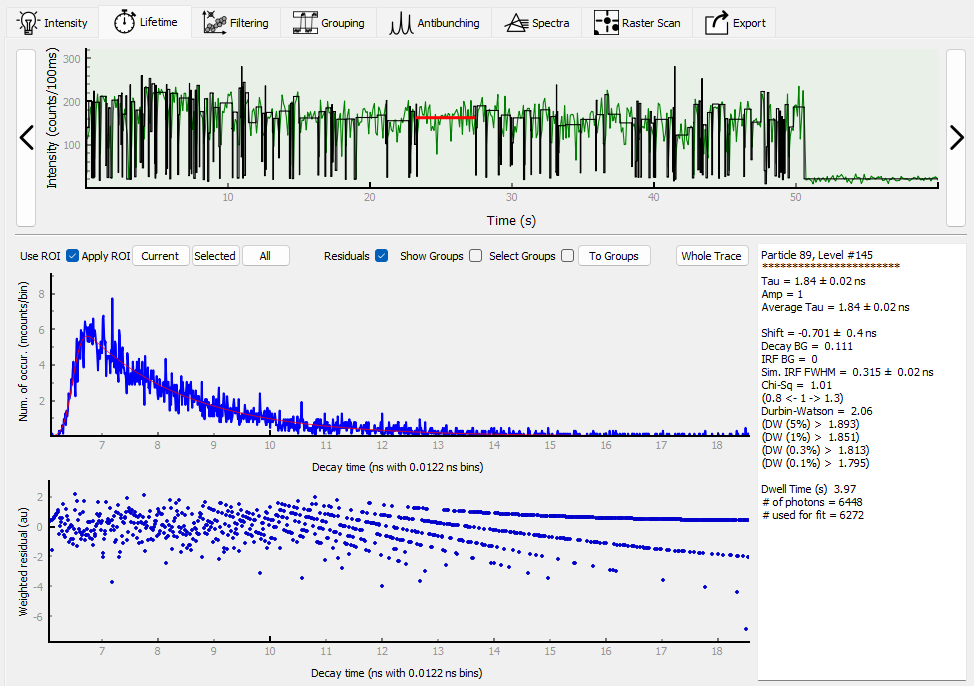 Intensity Lifetime Filtering Grouping Antibunching Spectra Raster Scan Export
Intensity (counts/100ms)
300
200
100
10 20 30 40 50
Time (s)
Use ROI Apply ROI Current Selected All Residuals Show Groups Select Groups To Groups Whole Trace
Num. of occur. (mcounts/bin)
8
6
4
2
7 8 9 10 11 12 13 14 15 16 17 18
Decay time (ns with 0.0122 ns bins)
Weighted residual (au)
2
0
-2
-4
-6
7 8 9 10 11 12 13 14 15 16 17 18
Decay time (ns with 0.0122 ns bins)
Particle 89, Level #145
***********************
Tau = 1.84 ± 0.02 ns
Amp = 1
Average Tau = 1.84 ± 0.02 ns
Shift = -0.701 ± 0.4 ns
Decay BG = 0.111
IRF BG = 0
Sim. IRF FWHM = 0.315 ± 0.02 ns
Chi-Sq = 1.01
(0.8 <- 1 -> 1.3)
Durbin-Watson = 2.06
(DW (5%) > 1.893)
(DW (1%) > 1.851)
(DW (0.3%) > 1.813)
(DW (0.1%) > 1.795)
Dwell Time (s) 3.97
# of photons = 6448
# used for fit = 6272